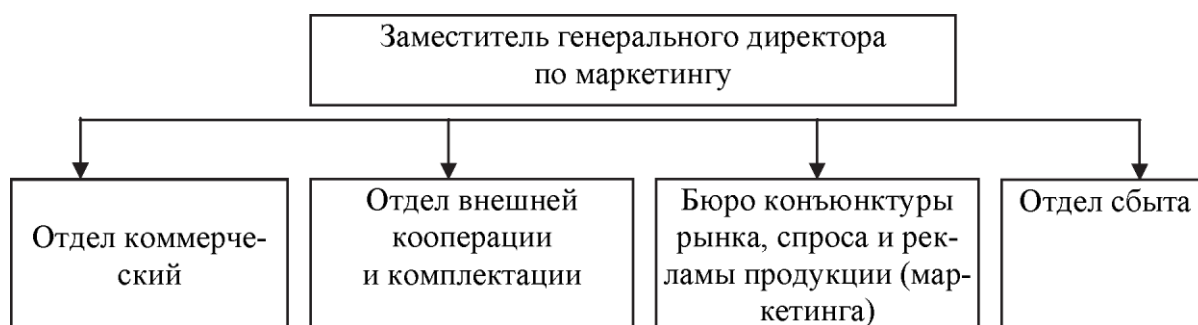 Заместитель генерального директора
по маркетингу
Отдел коммерче-
ский
Отдел внешней
кооперации
и комплектации
Бюро конъюнктуры
рынка, спроса и рек-
ламы продукции (мар-
кетинга)
Отдел сбыта